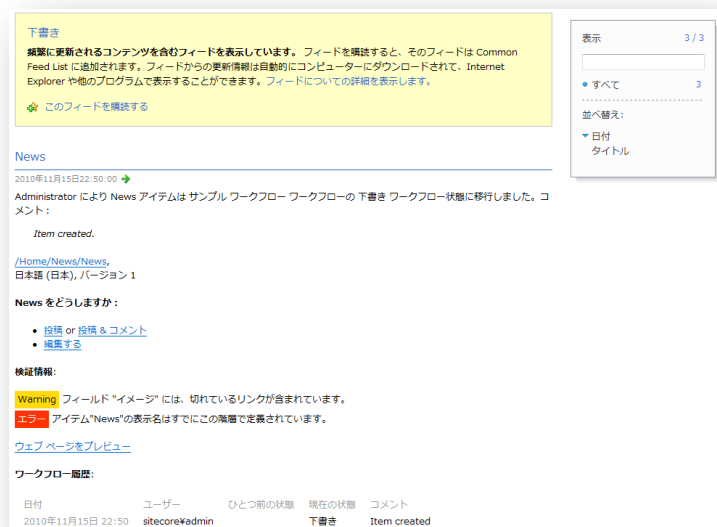 下書き
頻繁に更新されるコンテンツを含むフィードを表示しています。 フィードを購読すると、そのフィードは Common
Feed List に追加されます。フィードからの更新情報は自動的にコンピューターにダウンロードされて、Internet
Explorer や他のプログラムで表示することができます。フィードについての詳細を表示します。
このフィードを購読する
表示 3 / 3
すべて 3
並べ替え:
日付
タイトル
News
2010年11月15日22:50:00
Administrator により News アイテムは サンプル ワークフロー ワークフローの 下書き ワークフロー状態に移行しました。コ
メント :
Item created.
/Home/News/News,
日本語 (日本), バージョン 1
News をどうしますか :
投稿 or 投稿 & コメント
編集する
検証情報:
Warning フィールド "イメージ" には、切れているリンクが含まれています。
エラー アイテム"News"の表示名はすでにこの階層で定義されています。
ウェブ ページをプレビュー
ワークフロー履歴:
日付 ユーザー ひとつ前の状態 現在の状態 コメント
2010年11月15日 22:50 sitecore¥admin 下書き Item created